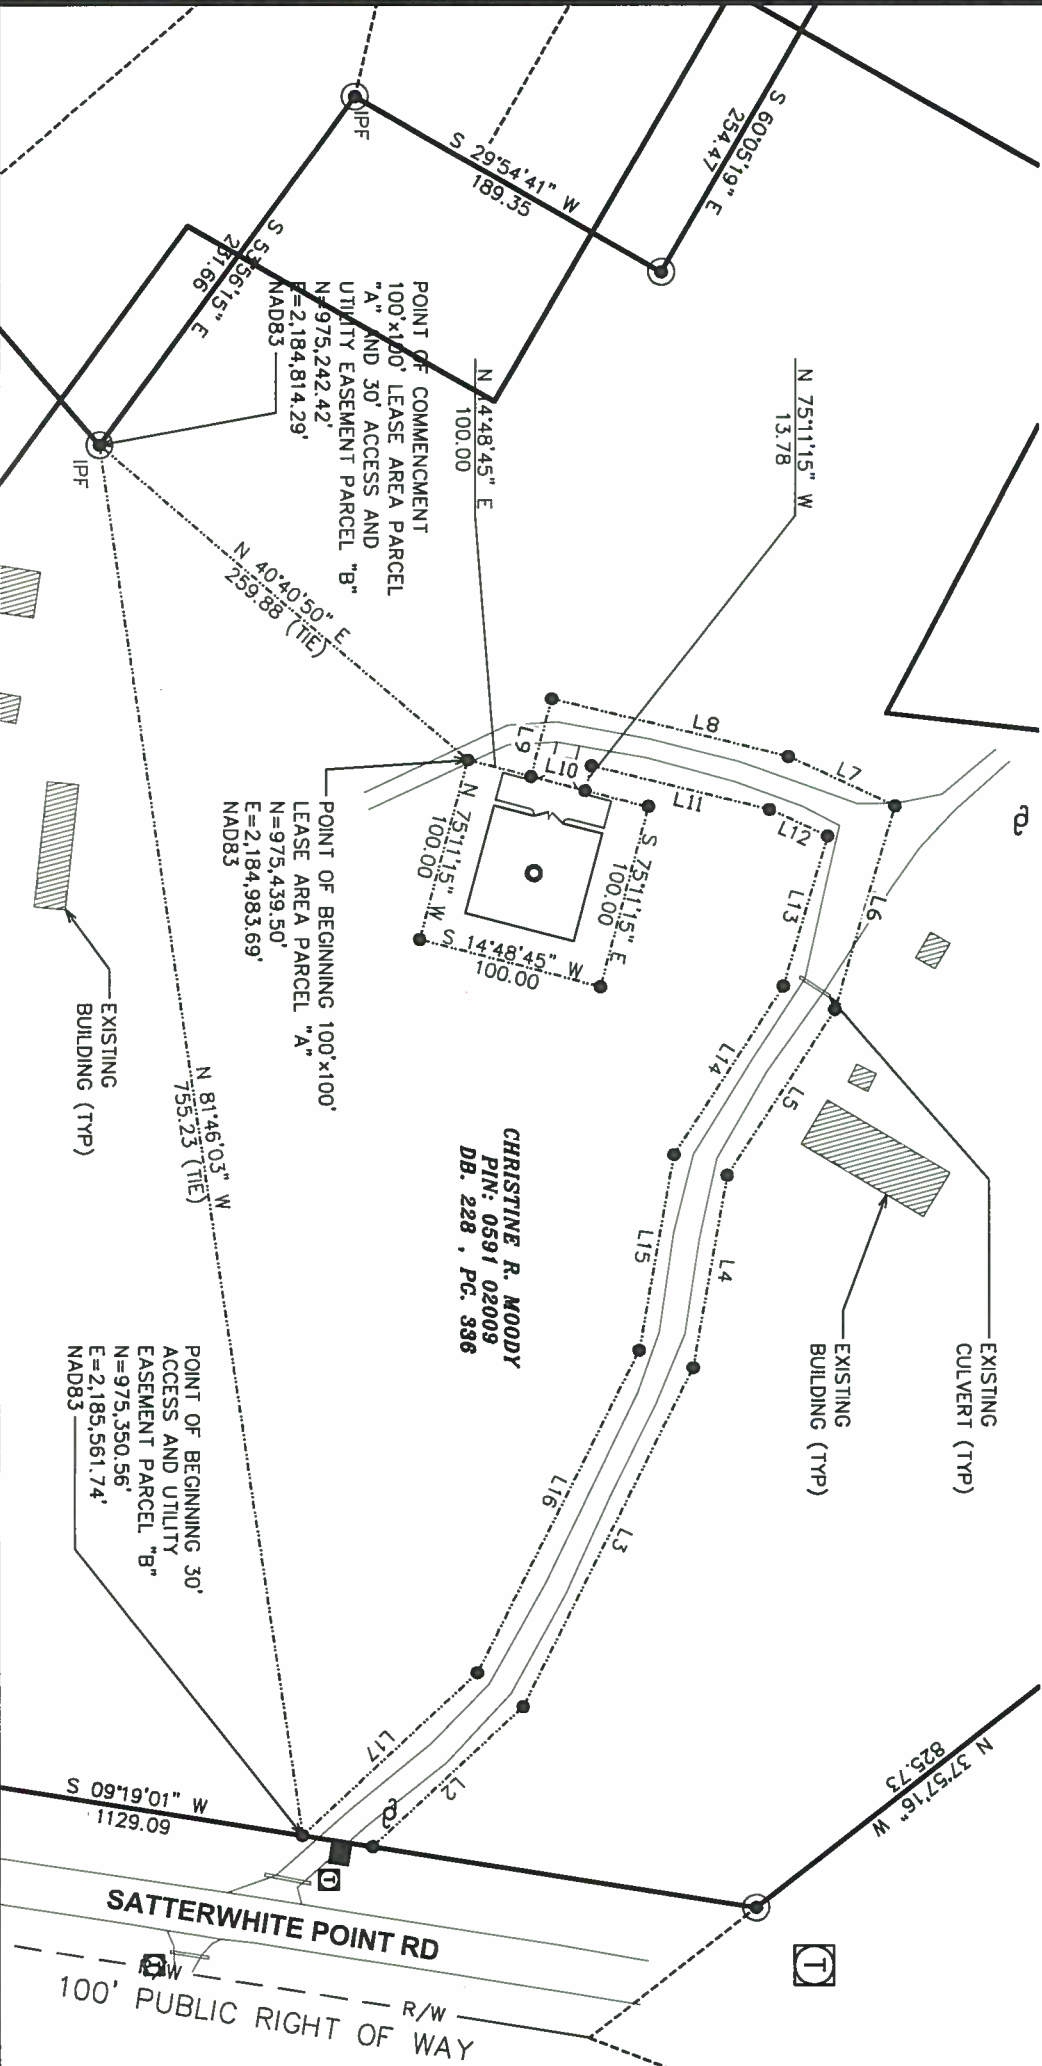 S 60°05'19" E
254.47
S 29°54'41" W
189.35
IPF
S 53°56'15" E
231.66
IPF
POINT OF COMMENCMENT
100'x100' LEASE AREA PARCEL
"A" AND 30' ACCESS AND
UTILITY EASEMENT PARCEL "B"
N=975,242.42'
E=2,184,814.29'
NAD83
N 14°48'45" E
100.00
N 75°11'15" W
13.78
N 40°40'50" E
259.88 (TIE)
L8
L7
L9
L10
L11
L12
L6
L13
N 75°11'15" W
100.00
S 75°11'15" E
100.00
S 14°48'45" W
100.00
POINT OF BEGINNING 100'x100'
LEASE AREA PARCEL "A"
N=975,439.50'
E=2,184,983.69'
NAD83
EXISTING
BUILDING (TYP)
L14
L5
L15
L4
EXISTING
CULVERT (TYP)
EXISTING
BUILDING (TYP)
CHRISTINE R. MOODY
PIN: 0591 02009
DB. 228 , PG. 336
N 81°46'03" W
755.23 (TIE)
POINT OF BEGINNING 30'
ACCESS AND UTILITY
EASEMENT PARCEL "B"
N=975,350.56'
E=2,185,561.74'
NAD83
L16
L3
L17
L2
N 37°57'16" W
825.73
S 09°19'01" W
1129.09
T
T
SATTERWHITE POINT RD
R/W
R/W
100' PUBLIC RIGHT OF WAY